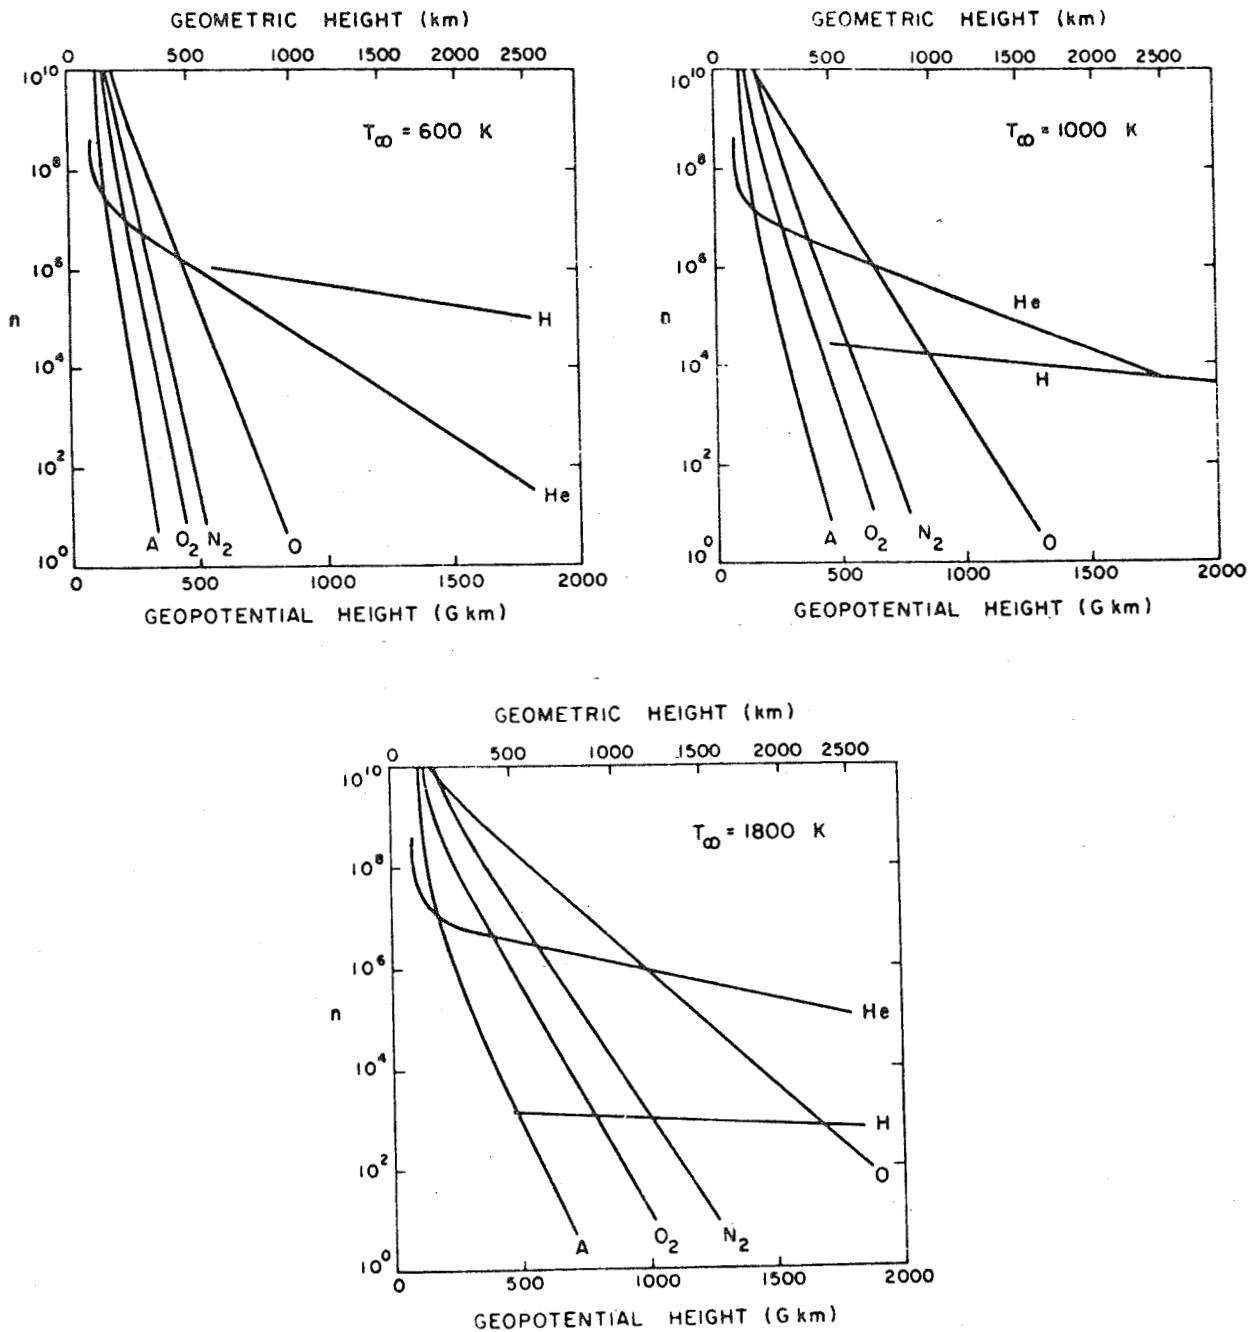 GEOMETRIC HEIGHT (km)
0 500 1000 1500 2000 2500
10¹⁰
T∞ = 600 K
10⁸
10⁶
n
H
10⁴
10²
He
A O₂ N₂ O
10⁰
0 500 1000 1500 2000
GEOPOTENTIAL HEIGHT (G km)
GEOMETRIC HEIGHT (km)
0 500 1000 1500 2000 2500
10¹⁰
T∞ = 1000 K
10⁸
10⁶
He
n
10⁴
H
10²
A O₂ N₂ O
10⁰
0 500 1000 1500 2000
GEOPOTENTIAL HEIGHT (G km)
GEOMETRIC HEIGHT (km)
0 500 1000 1500 2000 2500
10¹⁰
T∞ = 1800 K
10⁸
10⁶
n
He
10⁴
H
10²
O
A O₂ N₂
10⁰
0 500 1000 1500 2000
GEOPOTENTIAL HEIGHT (G km)